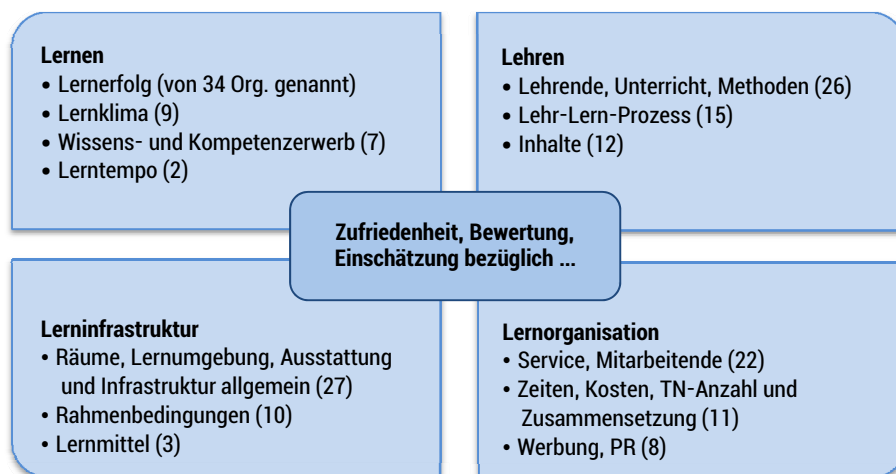 Lernen
• Lernerfolg (von 34 Org. genannt)
• Lernklima (9)
• Wissens- und Kompetenzerwerb (7)
• Lerntempo (2)
Lehren
• Lehrende, Unterricht, Methoden (26)
• Lehr-Lern-Prozess (15)
• Inhalte (12)
Zufriedenheit, Bewertung,
Einschätzung bezüglich ...
Lerninfrastruktur
• Räume, Lernumgebung, Ausstattung
und Infrastruktur allgemein (27)
• Rahmenbedingungen (10)
• Lernmittel (3)
Lernorganisation
• Service, Mitarbeitende (22)
• Zeiten, Kosten, TN-Anzahl und
Zusammensetzung (11)
• Werbung, PR (8)